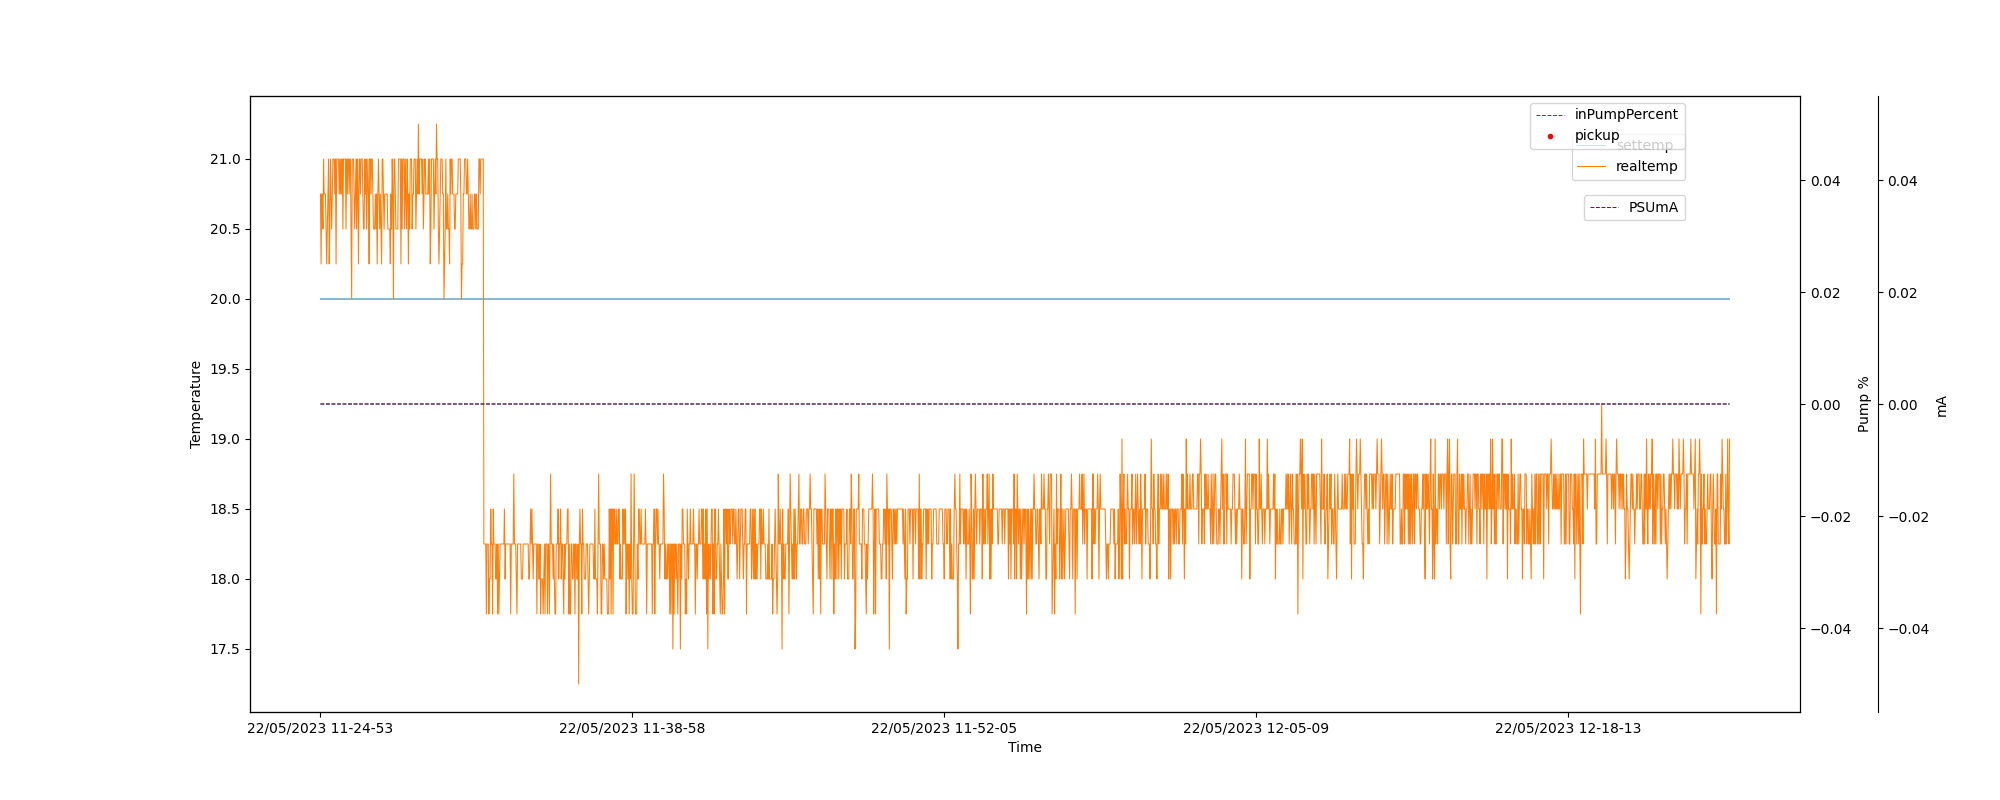 inPumpPercent
pickup
settemp
realtemp
PSUmA
21.0
20.5
20.0
19.5
19.0
18.5
18.0
17.5
Temperature
0.04
0.02
0.00
−0.02
−0.04
Pump %
0.04
0.02
0.00
−0.02
−0.04
mA
22/05/2023 11-24-53
22/05/2023 11-38-58
22/05/2023 11-52-05
22/05/2023 12-05-09
22/05/2023 12-18-13
Time